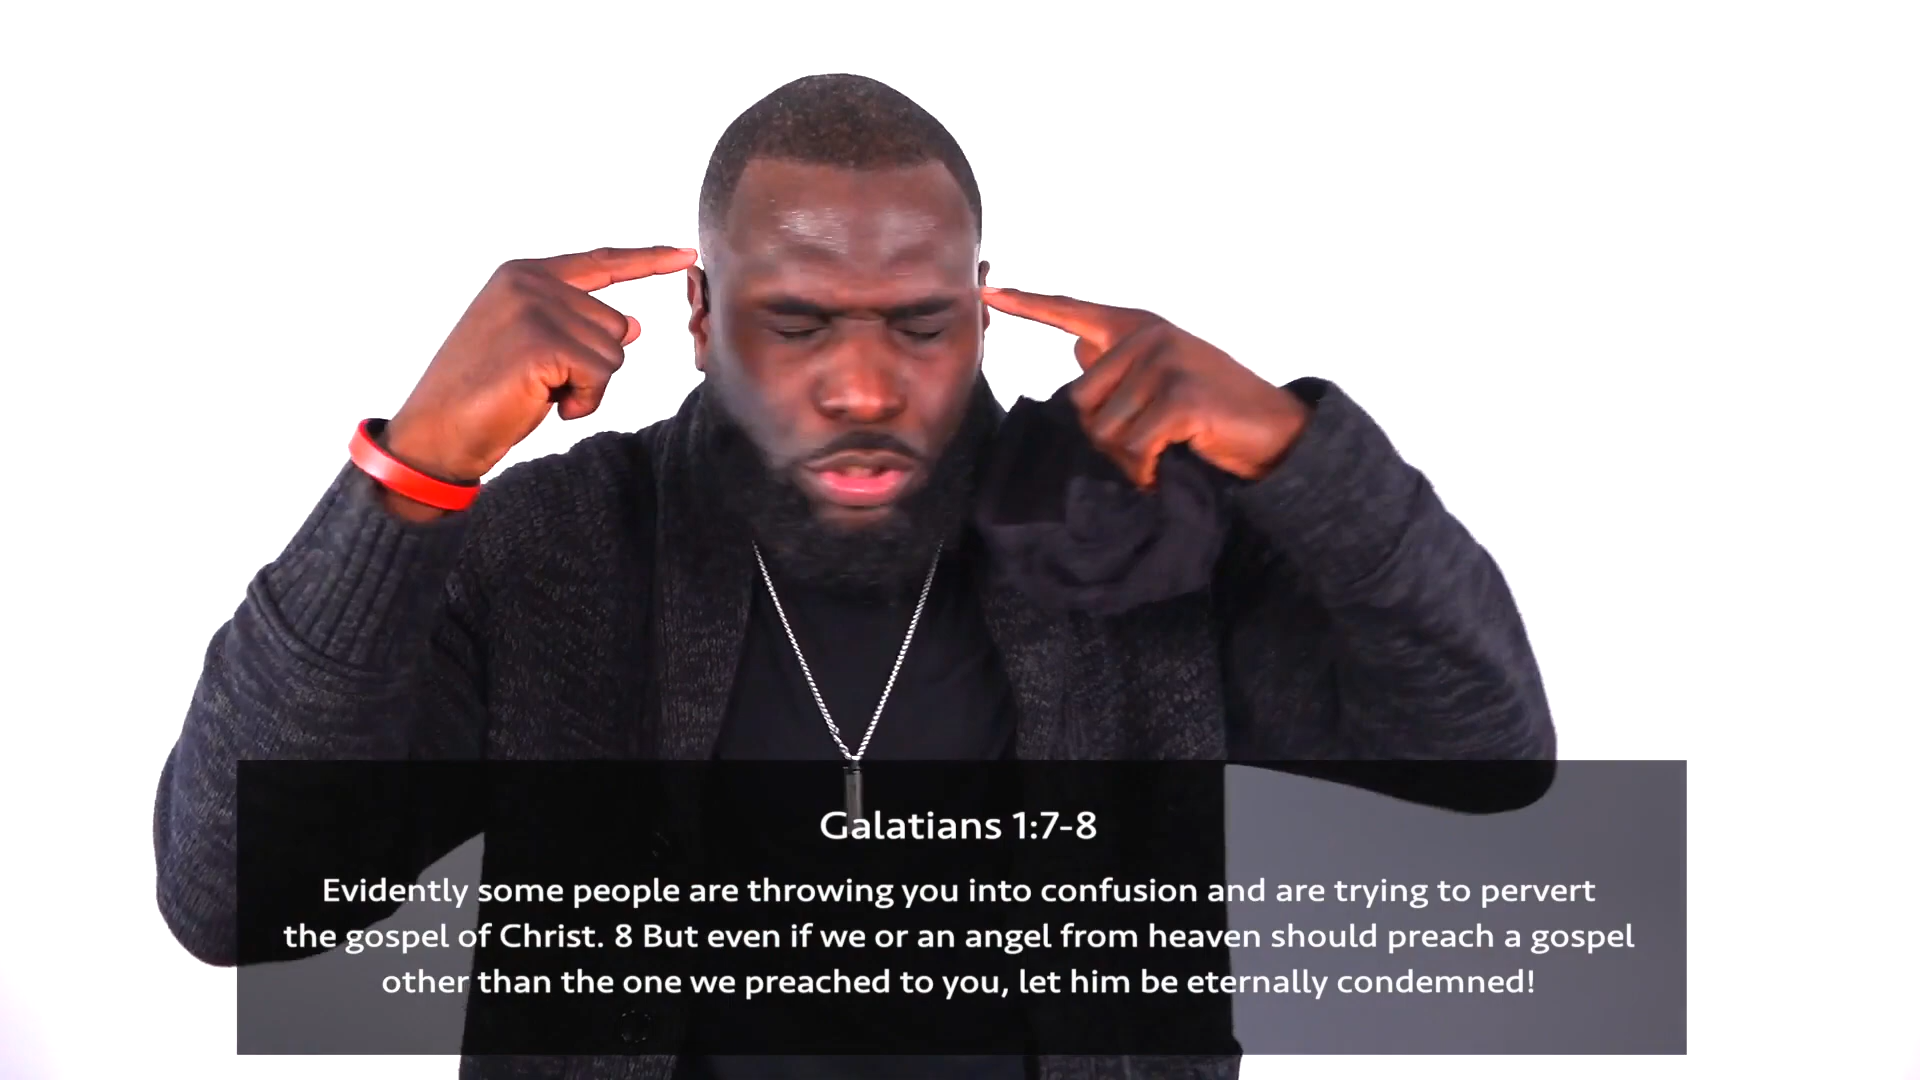 Galatians 1:7-8
Evidently some people are throwing you into confusion and are trying to pervert
the gospel of Christ. 8 But even if we or an angel from heaven should preach a gospel
other than the one we preached to you, let him be eternally condemned!